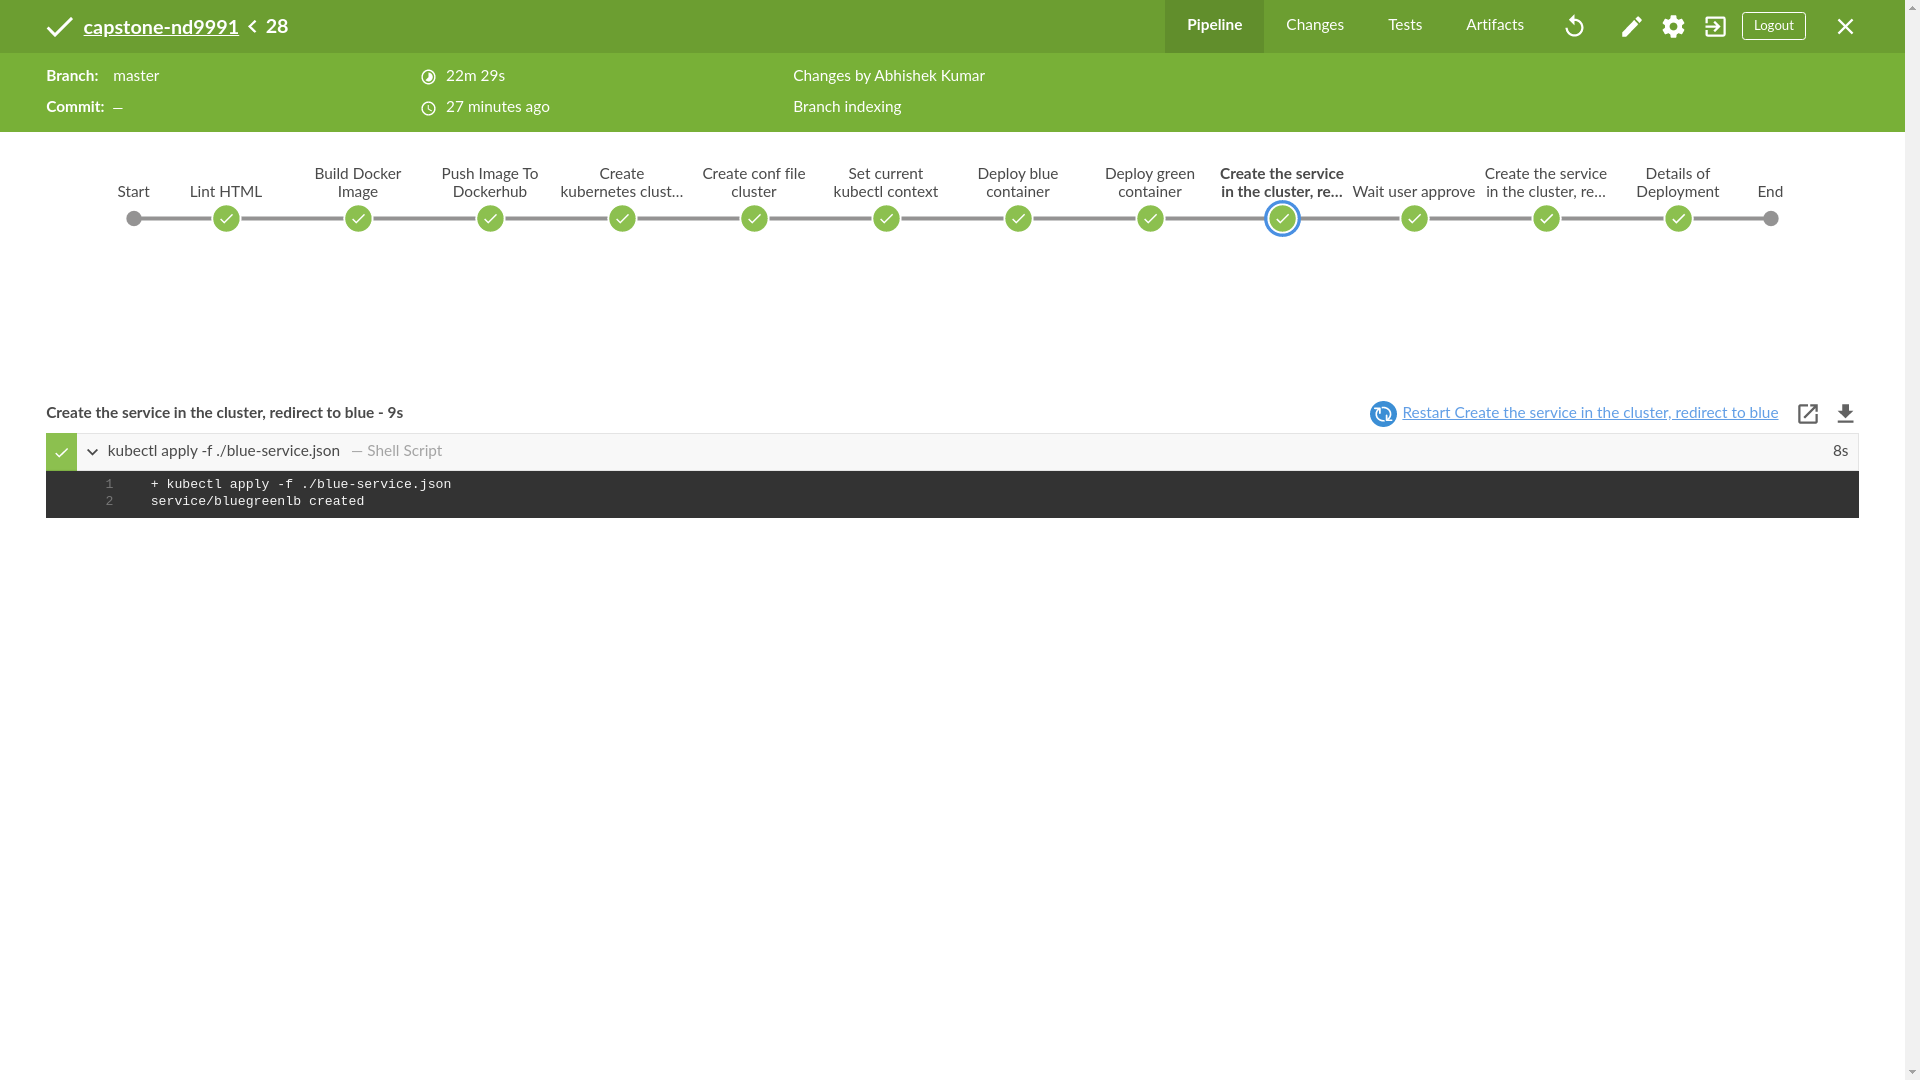 capstone-nd9991 < 28
Pipeline Changes Tests Artifacts Logout
Branch: master 22m 29s Changes by Abhishek Kumar
Commit: — 27 minutes ago Branch indexing
Start
Lint HTML
Build Docker
Image
Push Image To
Dockerhub
Create
kubernetes clust...
Create conf file
cluster
Set current
kubectl context
Deploy blue
container
Deploy green
container
Create the service
in the cluster, re...
Wait user approve
Create the service
in the cluster, re...
Details of
Deployment
End
Create the service in the cluster, redirect to blue - 9s Restart Create the service in the cluster, redirect to blue
kubectl apply -f ./blue-service.json — Shell Script 8s
1 + kubectl apply -f ./blue-service.json
2 service/bluegreenlb created